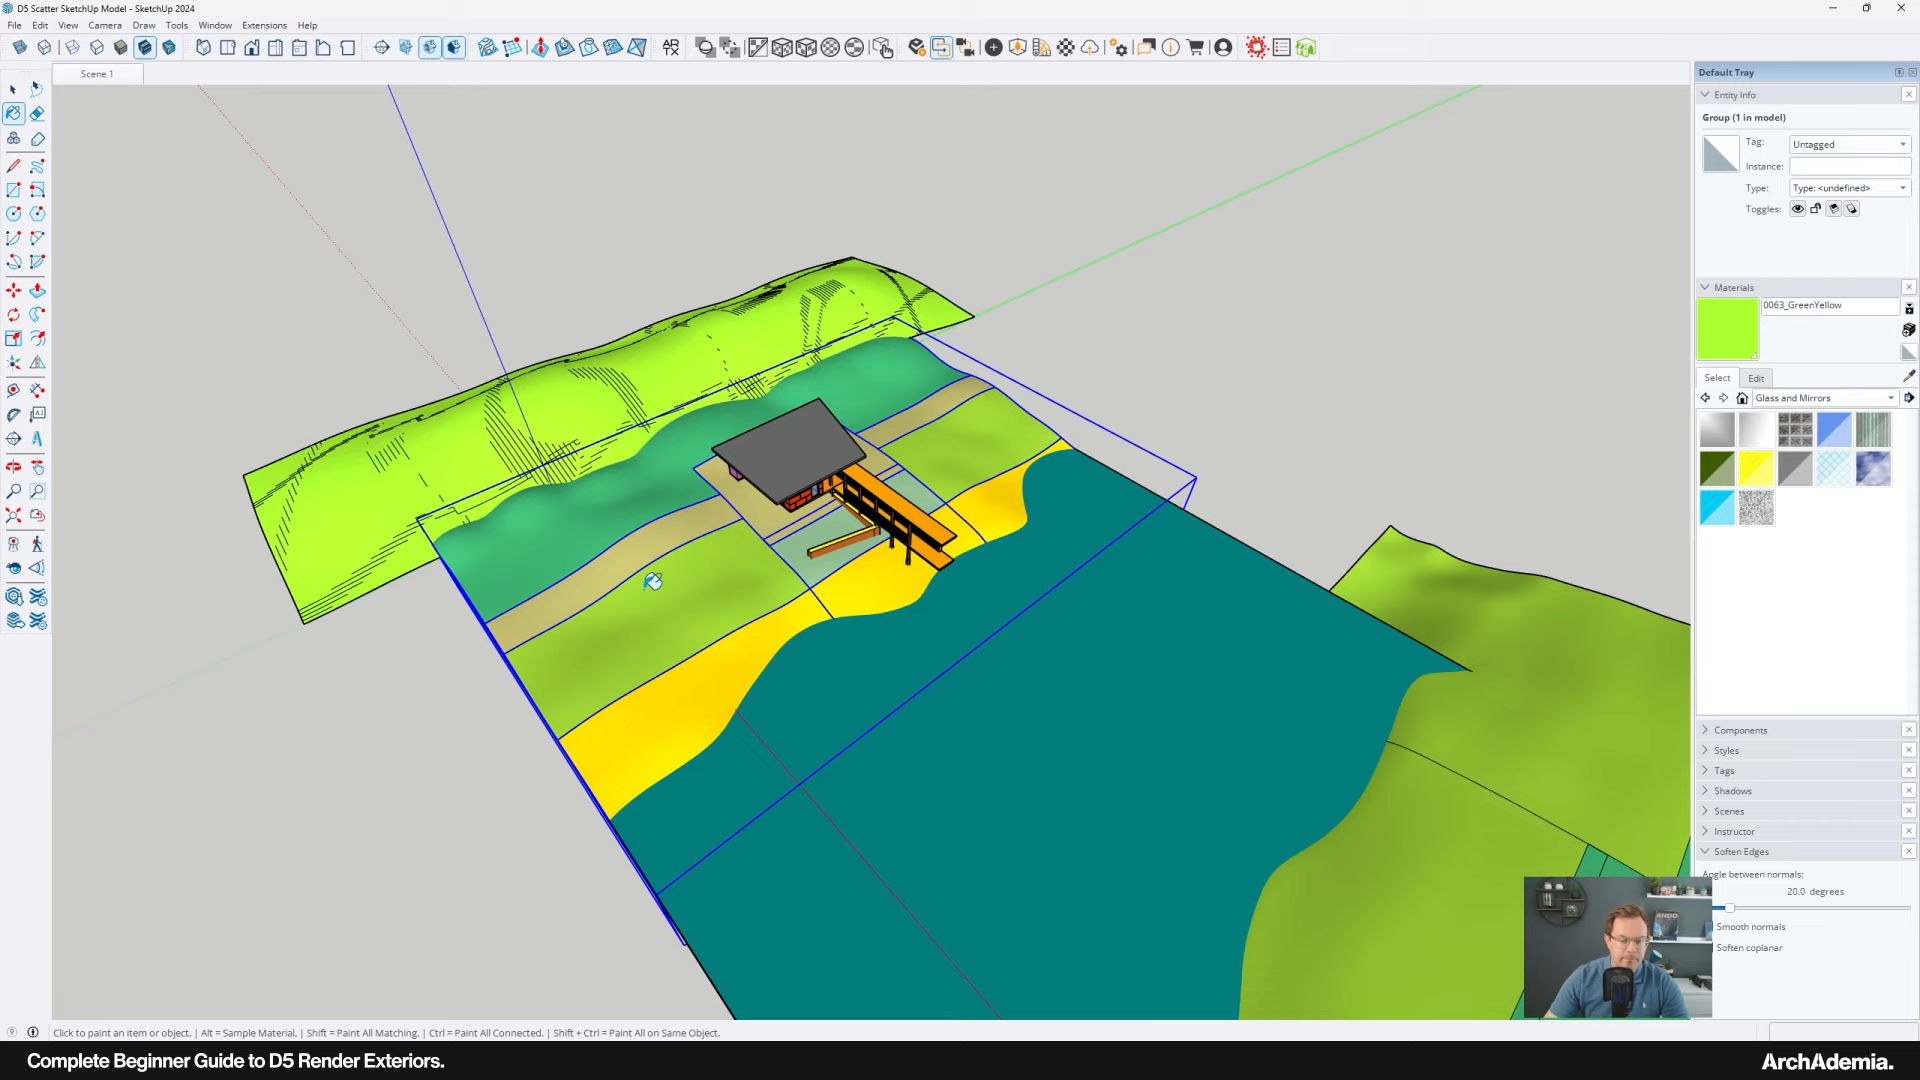 D5 Scatter SketchUp Model - SketchUp 2024
File Edit View Camera Draw Tools Window Extensions Help
Scene 1
Default Tray
Entity Info
Group (1 in model)
Tag: Untagged
Instance:
Type: Type: <undefined>
Toggles:
Materials
0063_GreenYellow
Select Edit
Glass and Mirrors
Components
Styles
Tags
Shadows
Scenes
Instructor
Soften Edges
Angle between normals:
20.0 degrees
Smooth normals
Soften coplanar
Click to paint an item or object. | Alt = Sample Material. | Shift = Paint All Matching. | Ctrl = Paint All Connected. | Shift + Ctrl = Paint All on Same Object.
Complete Beginner Guide to D5 Render Exteriors.
ArchAdemia.